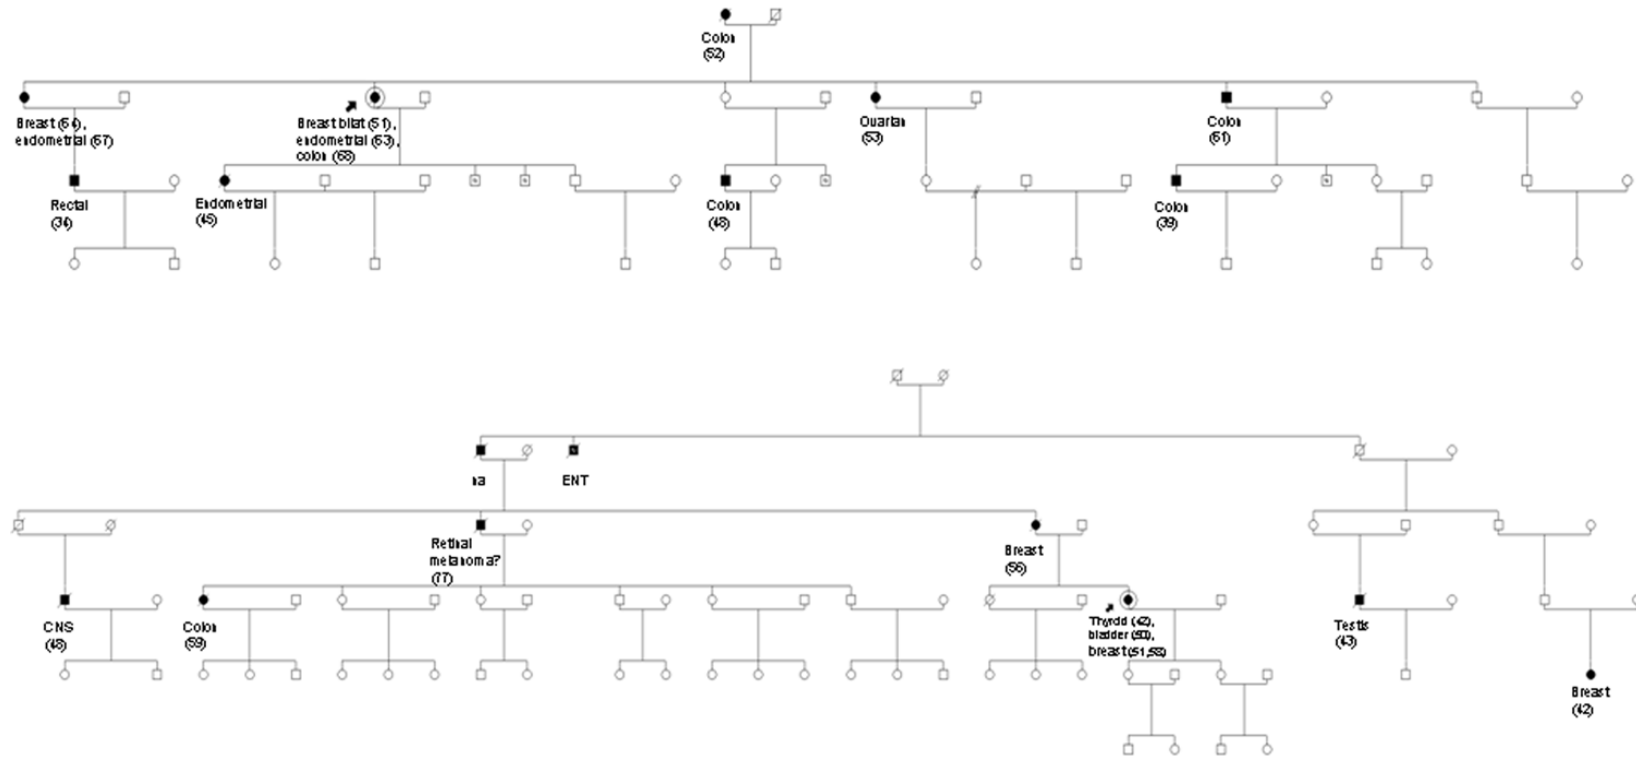 Colon
(52)
Breast (54),
endometrial (67)
Breast bilat (51),
endometrial (63),
colon (68)
Ovarian
(53)
Colon
(61)
Rectal
(34)
Endometrial
(45)
Colon
(48)
Colon
(39)
na
ENT
Retinal
melanoma?
(77)
Breast
(56)
CNS
(48)
Colon
(59)
Thyroid (42),
bladder (50),
breast (51,58)
Testis
(43)
Breast
(42)